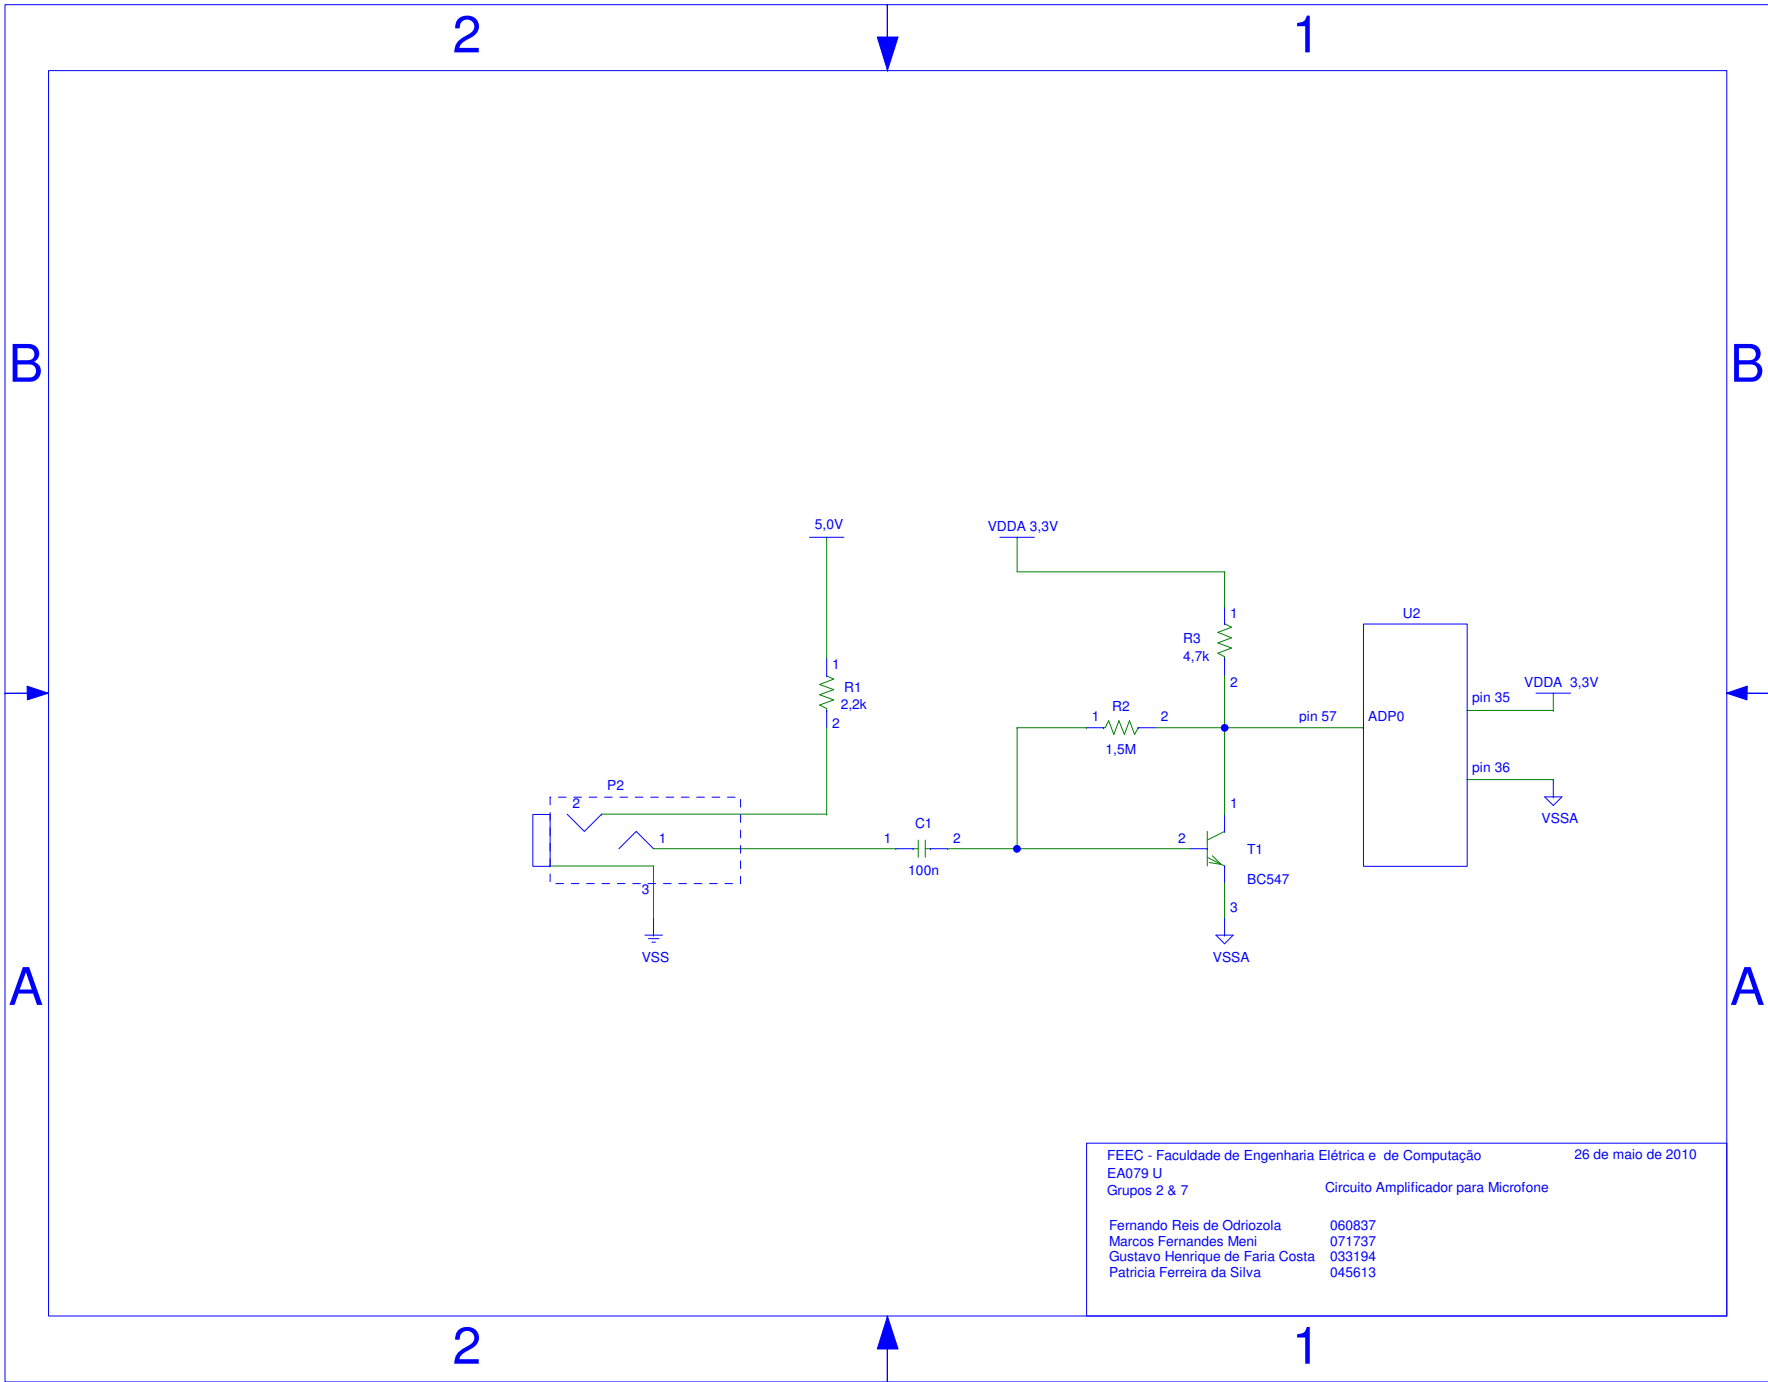 2 1
B B
5,0V
VDDA 3,3V
1
R3
4,7k
2
U2
1
R1
2,2k
2
R2
1 2
1,5M
pin 57 ADP0
pin 35 VDDA 3,3V
pin 36
VSSA
P2
2
1
3
VSS
C1
1 2
100n
1
2
T1
BC547
3
VSSA
A A
FEEC - Faculdade de Engenharia Elétrica e de Computação 26 de maio de 2010
EA079 U
Grupos 2 & 7 Circuito Amplificador para Microfone
Fernando Reis de Odriozola 060837
Marcos Fernandes Meni 071737
Gustavo Henrique de Faria Costa 033194
Patricia Ferreira da Silva 045613
2 1